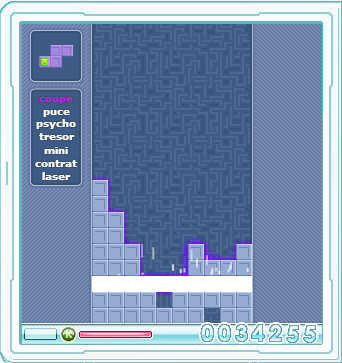 coupe
puce
psycho
tresor
mini
contrat
laser
0034255